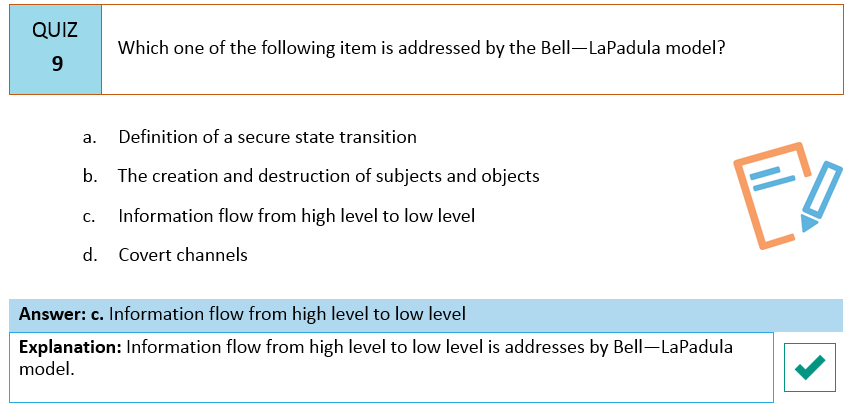 QUIZ
9
Which one of the following item is addressed by the Bell—LaPadula model?
a. Definition of a secure state transition
b. The creation and destruction of subjects and objects
c. Information flow from high level to low level
d. Covert channels
Answer: c. Information flow from high level to low level
Explanation: Information flow from high level to low level is addresses by Bell—LaPadula
model.